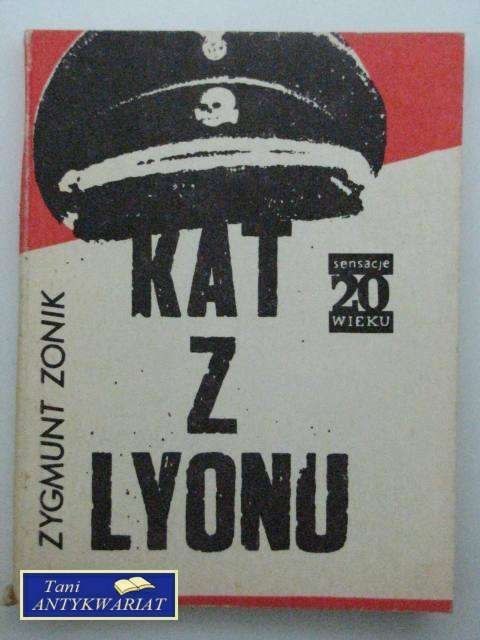 KAT
Z
LYONU
sensacje
20
WIEKU
ZYGMUNT ZONIK
Tani
ANTYKWARIAT